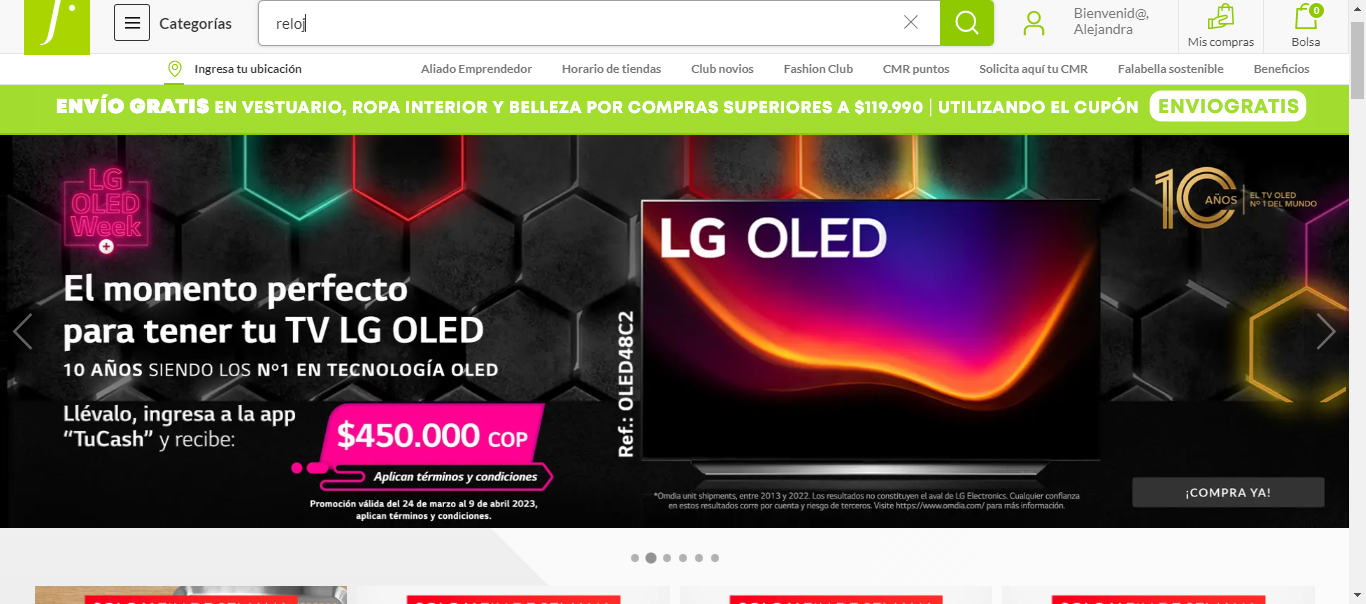 f.
Categorías
reloj
Bienvenid@,
Alejandra
Mis compras
0
Bolsa
Ingresa tu ubicación
Aliado Emprendedor
Horario de tiendas
Club novios
Fashion Club
CMR puntos
Solicita aquí tu CMR
Falabella sostenible
Beneficios
ENVÍO GRATIS EN VESTUARIO, ROPA INTERIOR Y BELLEZA POR COMPRAS SUPERIORES A $119.990 | UTILIZANDO EL CUPÓN ENVIOGRATIS
LG
OLED
Week
+
El momento perfecto
para tener tu TV LG OLED
10 AÑOS SIENDO LOS Nº1 EN TECNOLOGÍA OLED
Llévalo, ingresa a la app
“TuCash” y recibe:
$450.000 COP
Aplican términos y condiciones
Promoción válida del 24 de marzo al 9 de abril 2023,
aplican términos y condiciones.
Ref.: OLED48C2
LG OLED
10 AÑOS
EL TV OLED
Nº1 DEL MUNDO
*Omdia unit shipments, entre 2013 y 2022. Los resultados no constituyen el aval de LG Electronics. Cualquier confianza
en estos resultados corre por cuenta y riesgo de terceros. Visite https://www.omdia.com/ para más información.
¡COMPRA YA!